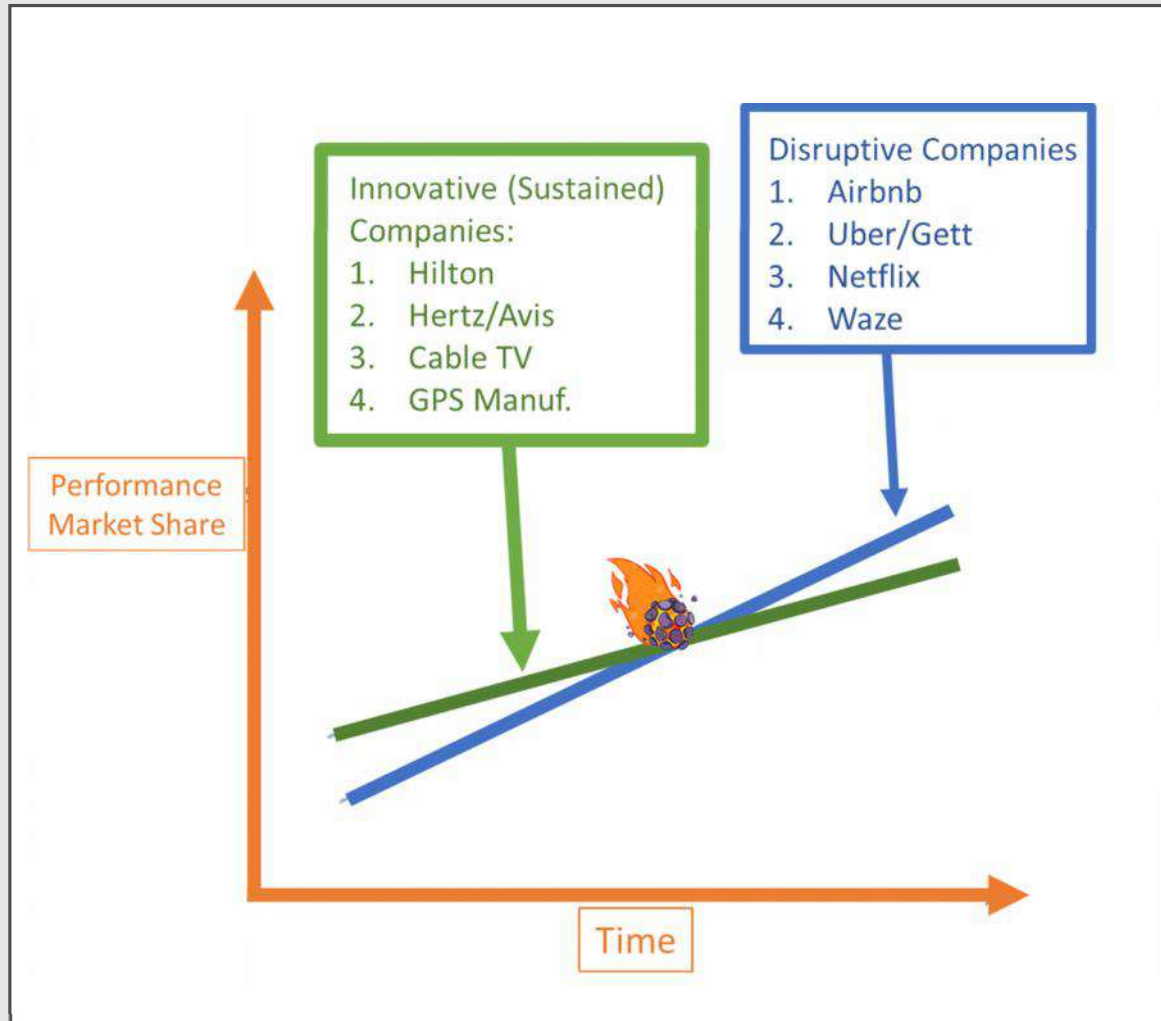 Innovative (Sustained)
Companies:
1. Hilton
2. Hertz/Avis
3. Cable TV
4. GPS Manuf.
Disruptive Companies
1. Airbnb
2. Uber/Gett
3. Netflix
4. Waze
Performance
Market Share
Time